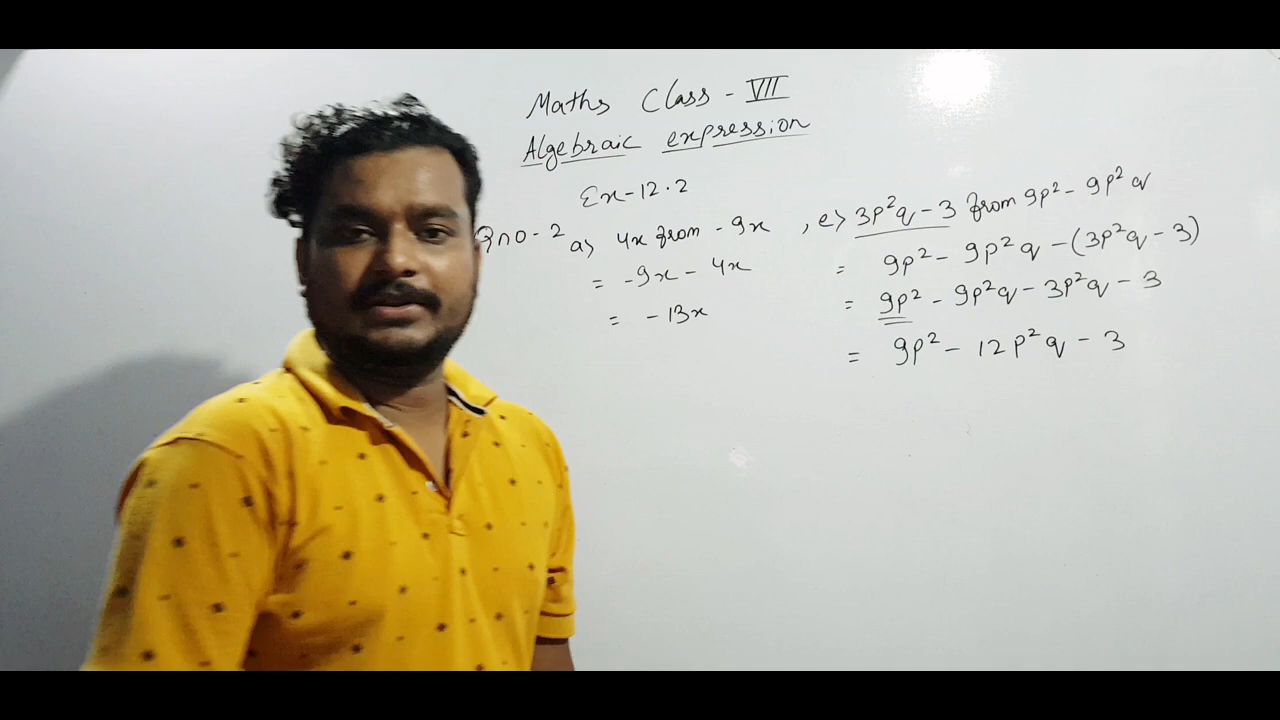 Maths Class - VII
Algebraic expression
Ex-12.2
Qno-2 a> 4x from -9x , e> 3p²q-3 from 9p²-9p²q
= -9x-4x
= -13x
= 9p²-9p²q-(3p²q-3)
= 9p²-9p²q-3p²q-3
= 9p²-12p²q-3